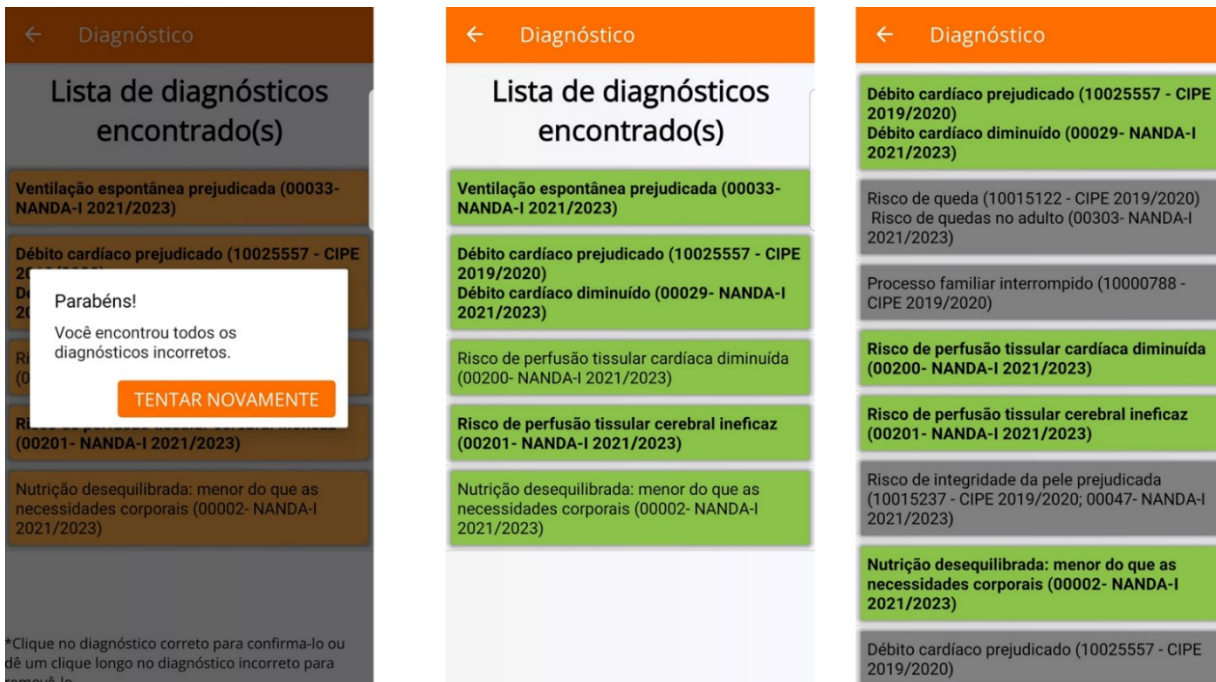 Diagnóstico
Lista de diagnósticos
encontrado(s)
Ventilação espontânea prejudicada (00033-
NANDA-I 2021/2023)
Débito cardíaco prejudicado (10025557 - CIPE
Parabéns!
Você encontrou todos os
diagnósticos incorretos.
TENTAR NOVAMENTE
(00201- NANDA-I 2021/2023)
Nutrição desequilibrada: menor do que as
necessidades corporais (00002- NANDA-I
2021/2023)
*Clique no diagnóstico correto para confirma-lo ou
dê um clique longo no diagnóstico incorreto para
Diagnóstico
Lista de diagnósticos
encontrado(s)
Ventilação espontânea prejudicada (00033-
NANDA-I 2021/2023)
Débito cardíaco prejudicado (10025557 - CIPE
2019/2020)
Débito cardíaco diminuído (00029- NANDA-I
2021/2023)
Risco de perfusão tissular cardíaca diminuída
(00200- NANDA-I 2021/2023)
Risco de perfusão tissular cerebral ineficaz
(00201- NANDA-I 2021/2023)
Nutrição desequilibrada: menor do que as
necessidades corporais (00002- NANDA-I
2021/2023)
Diagnóstico
Débito cardíaco prejudicado (10025557 - CIPE
2019/2020)
Débito cardíaco diminuído (00029- NANDA-I
2021/2023)
Risco de queda (10015122 - CIPE 2019/2020)
Risco de quedas no adulto (00303- NANDA-I
2021/2023)
Processo familiar interrompido (10000788 -
CIPE 2019/2020)
Risco de perfusão tissular cardíaca diminuída
(00200- NANDA-I 2021/2023)
Risco de perfusão tissular cerebral ineficaz
(00201- NANDA-I 2021/2023)
Risco de integridade da pele prejudicada
(10015237 - CIPE 2019/2020; 00047- NANDA-I
2021/2023)
Nutrição desequilibrada: menor do que as
necessidades corporais (00002- NANDA-I
2021/2023)
Débito cardíaco prejudicado (10025557 - CIPE
2019/2020)